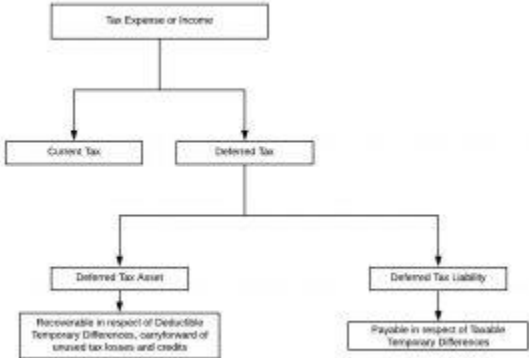 Tax Expense or Income
Current Tax
Deferred Tax
Deferred Tax Asset
Deferred Tax Liability
Recoverable in respect of Deductible
Temporary Differences, carryforward of
unused tax losses and credits
Payable in respect of Taxable
Temporary Differences